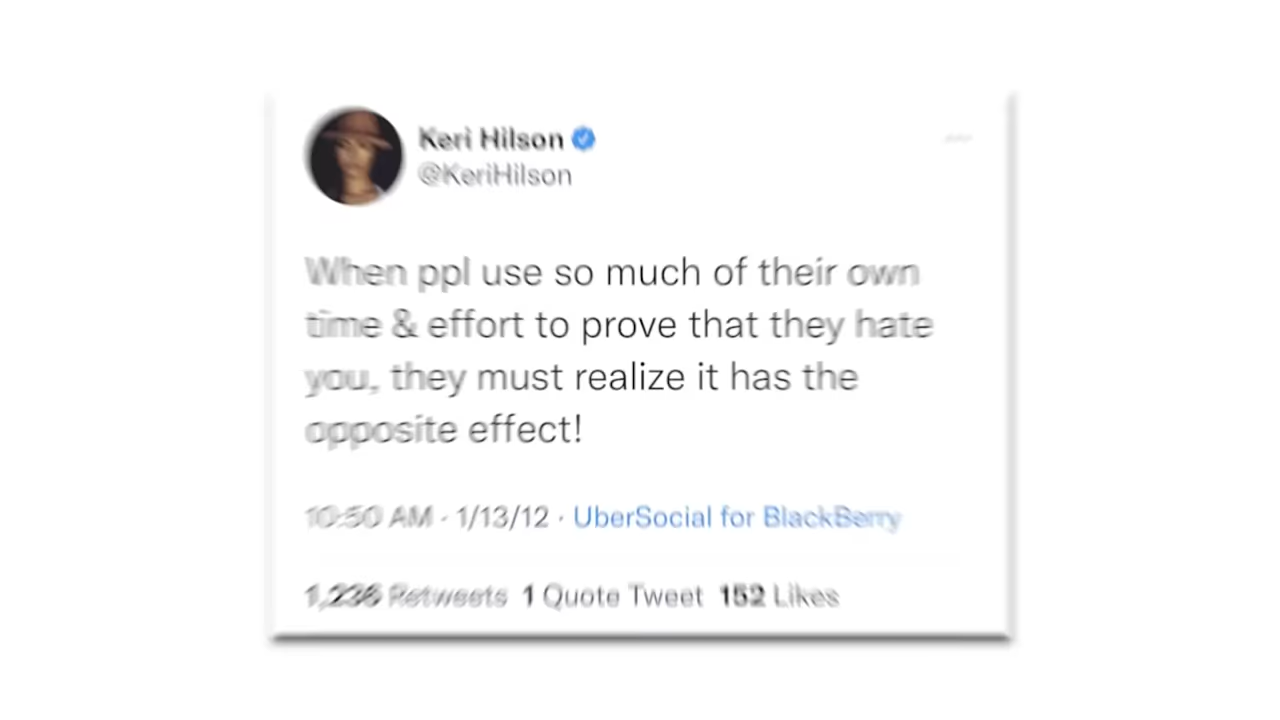 Keri Hilson
@KeriHilson
When ppl use so much of their own
time & effort to prove that they hate
you, they must realize it has the
opposite effect!
10:50 AM · 1/13/12 · UberSocial for BlackBerry
1,236 Retweets 1 Quote Tweet 152 Likes